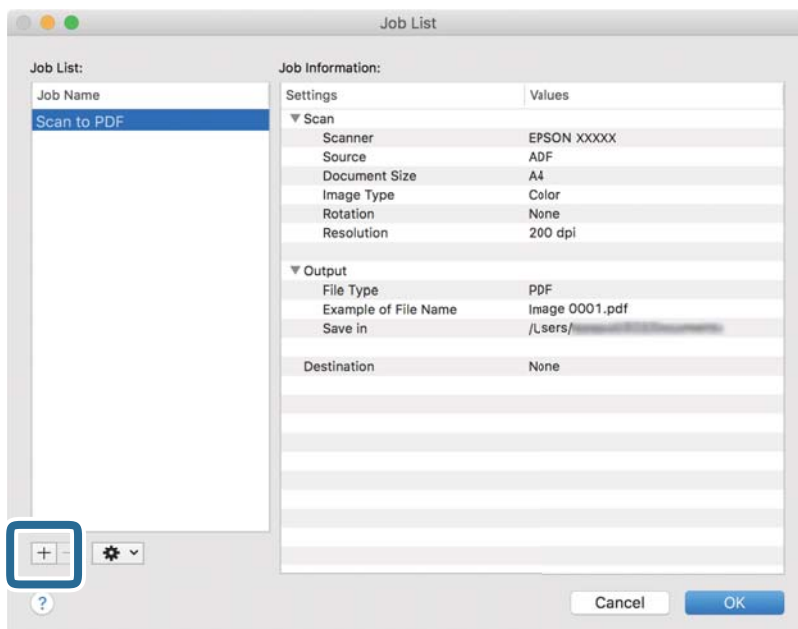 Job List
Job List: Job Information:
Job Name Settings Values
Scan to PDF Scan
Scanner EPSON XXXXX
Source ADF
Document Size A4
Image Type Color
Rotation None
Resolution 200 dpi
Output
File Type PDF
Example of File Name Image 0001.pdf
Save in /Users/
Destination None
+ -
? Cancel OK